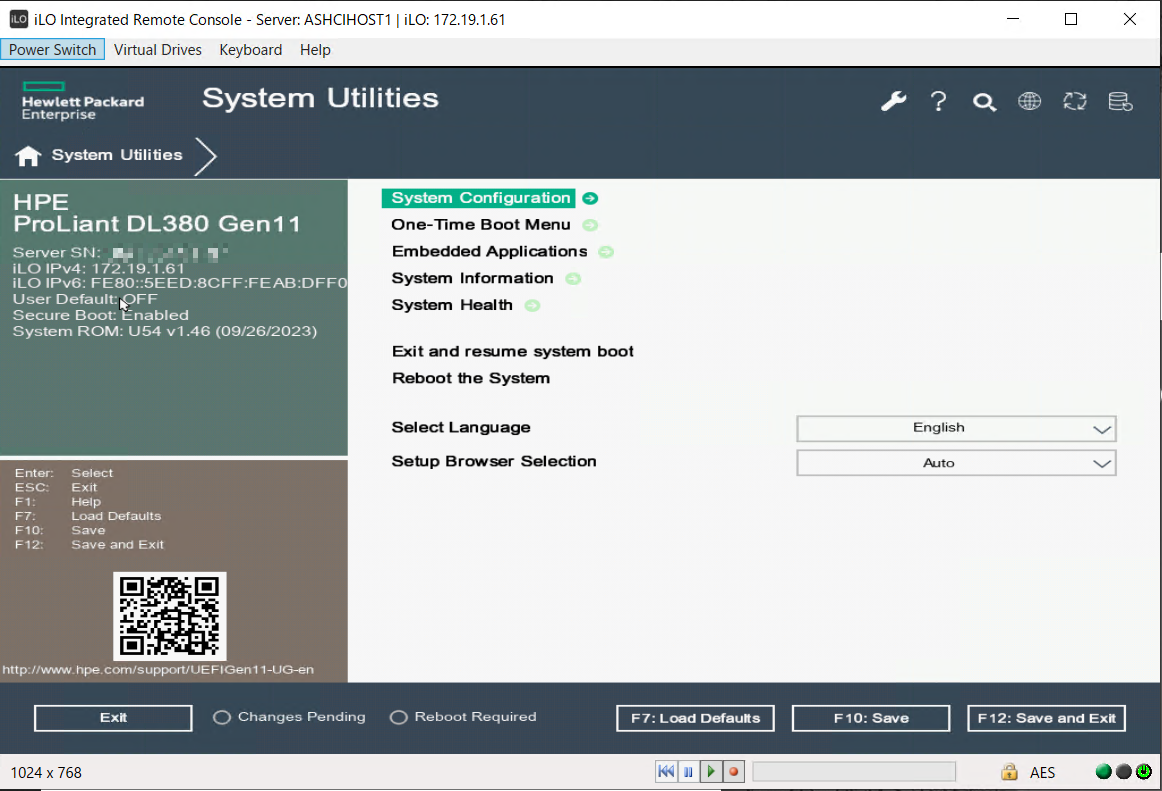 iLO Integrated Remote Console - Server: ASHCIHOST1 | iLO: 172.19.1.61
Power Switch Virtual Drives Keyboard Help
Hewlett Packard
Enterprise
System Utilities
System Utilities
HPE
ProLiant DL380 Gen11
Server SN:
iLO IPv4: 172.19.1.61
iLO IPv6: FE80::5EED:8CFF:FEAB:DFF0
User Default: OFF
Secure Boot: Enabled
System ROM: U54 v1.46 (09/26/2023)
Enter: Select
ESC: Exit
F1: Help
F7: Load Defaults
F10: Save
F12: Save and Exit
http://www.hpe.com/support/UEFIGen11-UG-en
System Configuration
One-Time Boot Menu
Embedded Applications
System Information
System Health
Exit and resume system boot
Reboot the System
Select Language English
Setup Browser Selection Auto
Exit Changes Pending Reboot Required F7: Load Defaults F10: Save F12: Save and Exit
1024 x 768 AES